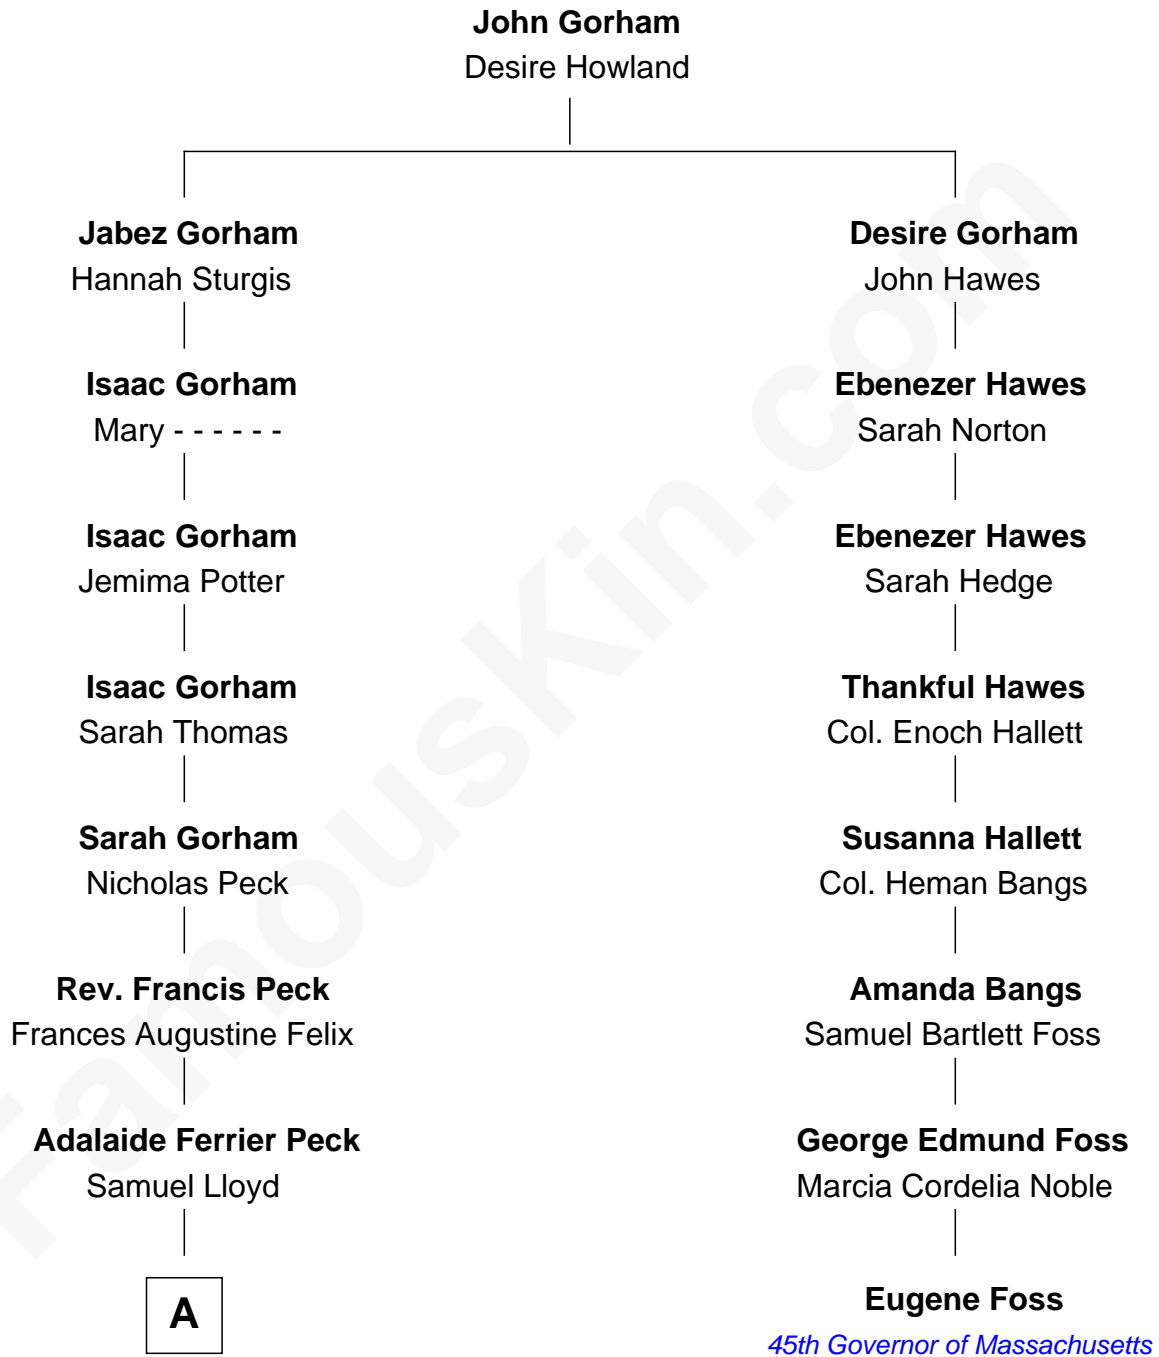 John Gorham
Desire Howland
Jabez Gorham
Hannah Sturgis
Isaac Gorham
Mary - - - - - -
Isaac Gorham
Jemima Potter
Isaac Gorham
Sarah Thomas
Sarah Gorham
Nicholas Peck
Rev. Francis Peck
Frances Augustine Felix
Adalaide Ferrier Peck
Samuel Lloyd
A
Desire Gorham
John Hawes
Ebenezer Hawes
Sarah Norton
Ebenezer Hawes
Sarah Hedge
Thankful Hawes
Col. Enoch Hallett
Susanna Hallett
Col. Heman Bangs
Amanda Bangs
Samuel Bartlett Foss
George Edmund Foss
Marcia Cordelia Noble
Eugene Foss
45th Governor of Massachusetts
FamousKin.com